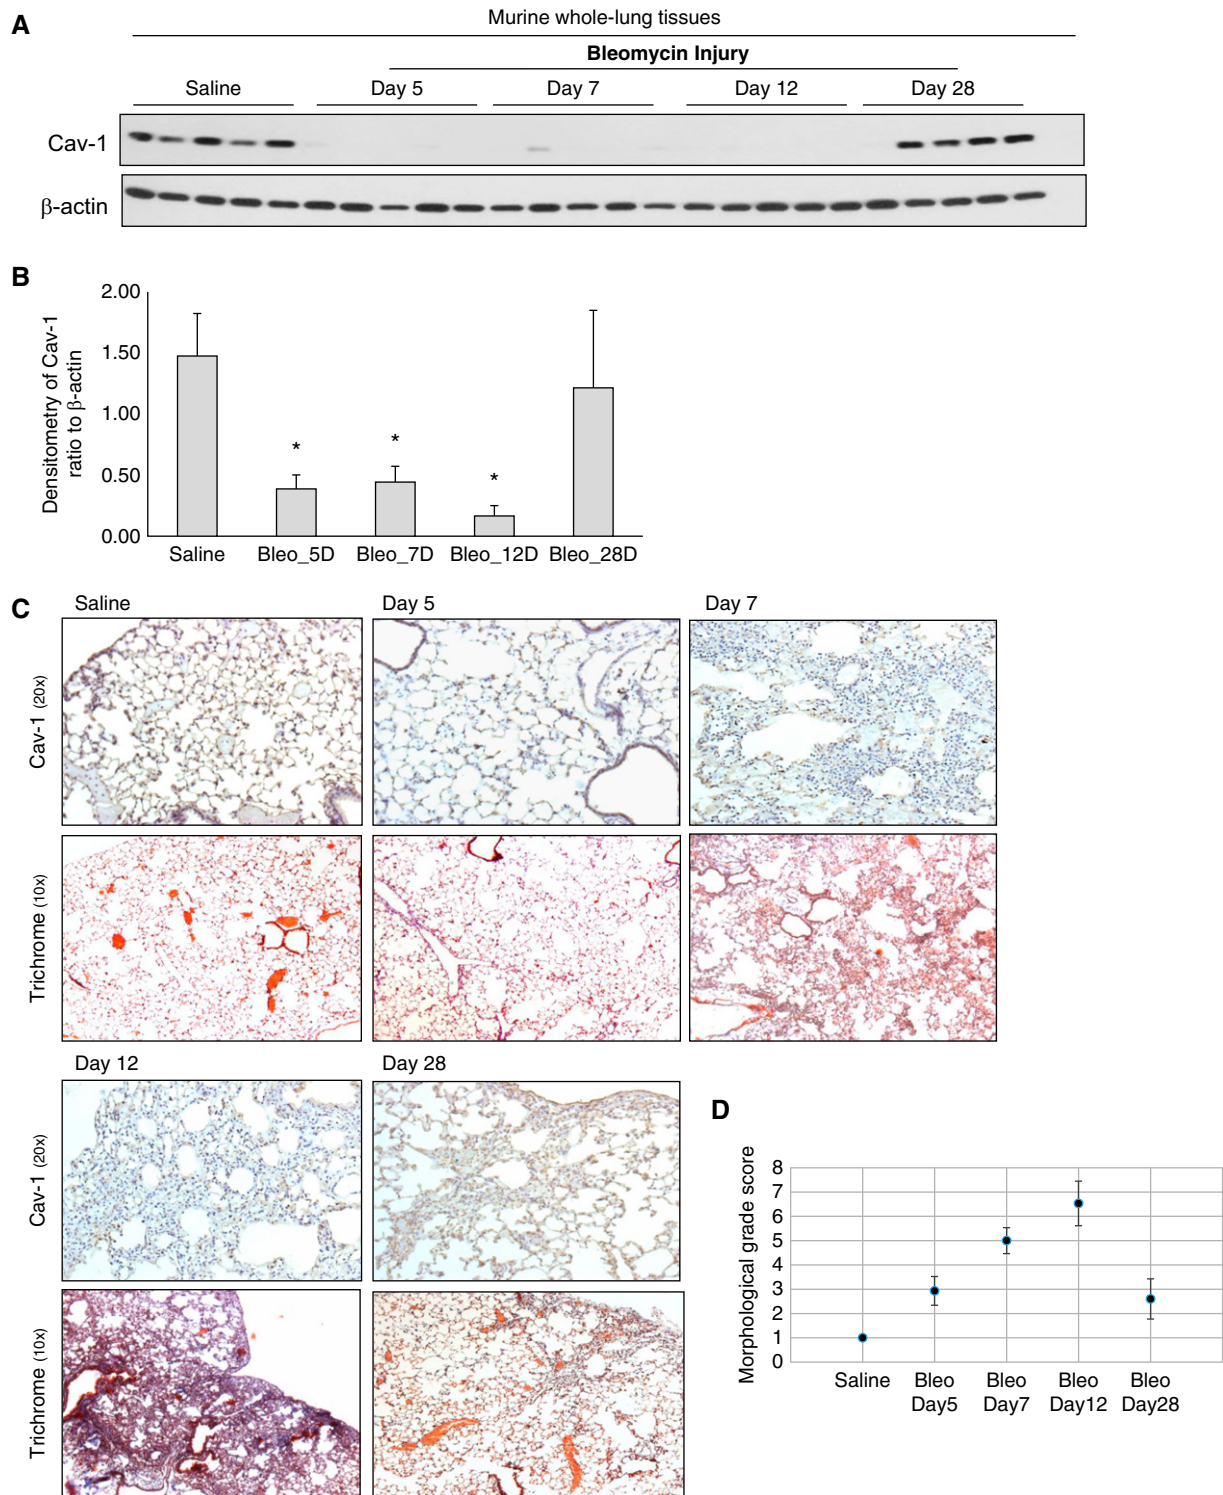 A
Murine whole-lung tissues
Bleomycin Injury
Saline Day 5 Day 7 Day 12 Day 28
Cav-1
β-actin
B
Densitometry of Cav-1
ratio to β-actin
2.00
1.50
1.00
0.50
0.00
* * *
Saline Bleo_5D Bleo_7D Bleo_12D Bleo_28D
C
Saline Day 5 Day 7
Cav-1 (20x)
Trichrome (10x)
Day 12 Day 28
Cav-1 (20x)
Trichrome (10x)
D
Morphological grade score
8
7
6
5
4
3
2
1
0
Saline Bleo Bleo Bleo Bleo
Day5 Day7 Day12 Day28